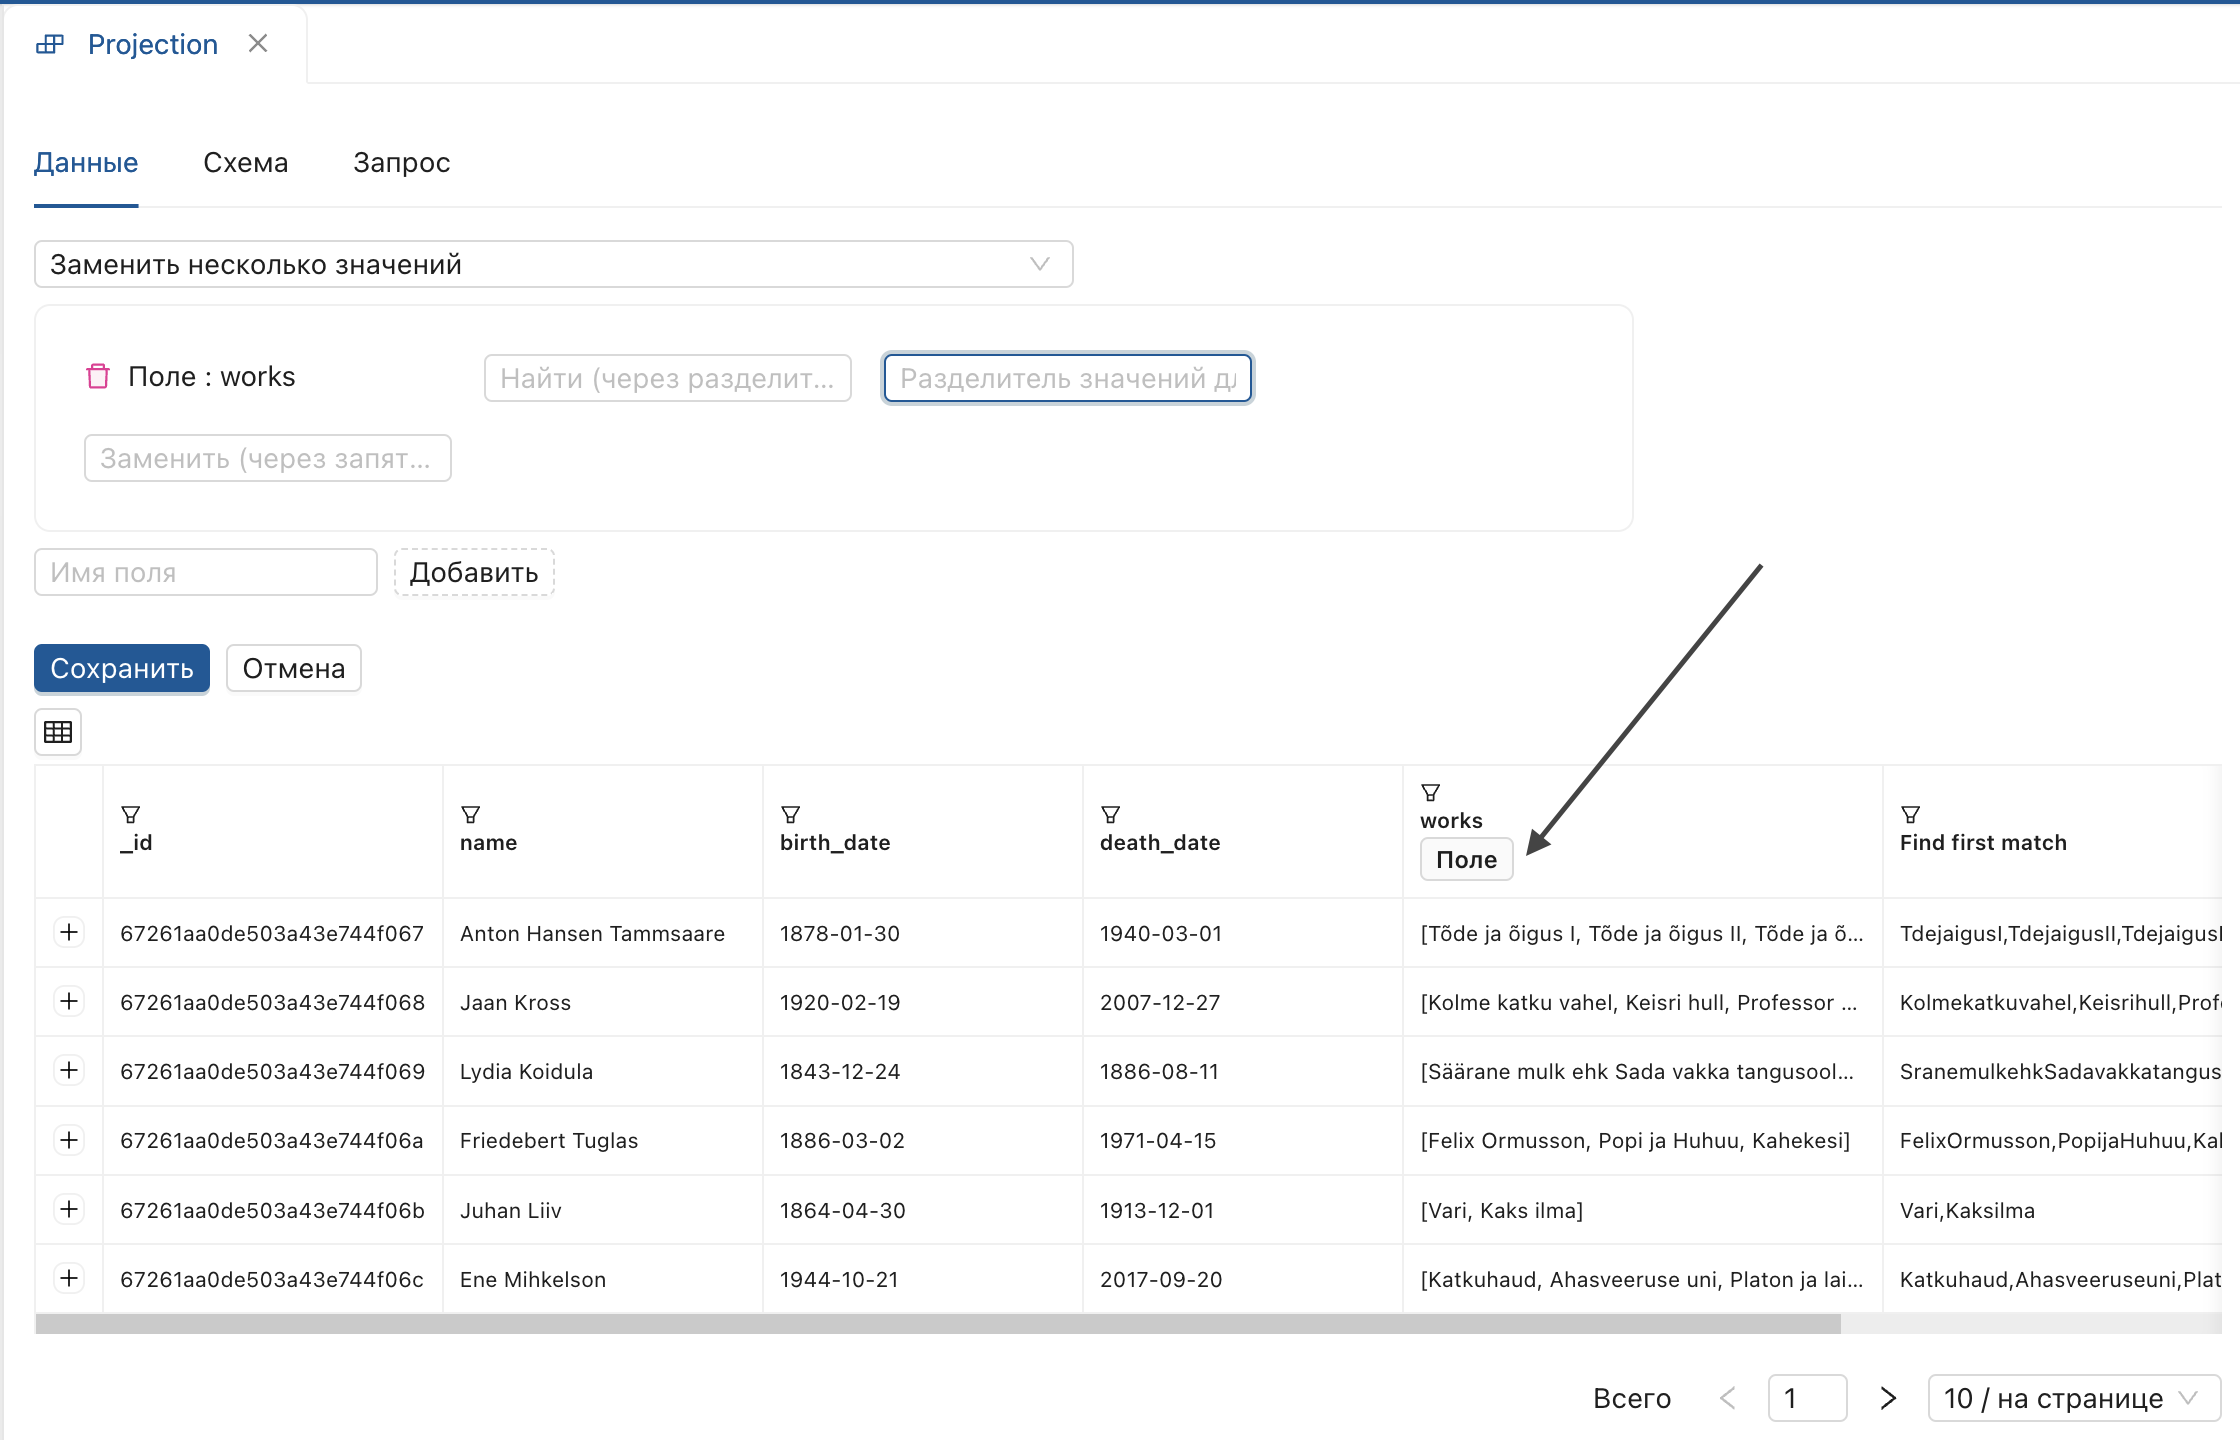 Projection
Данные Схема Запрос
Заменить несколько значений
Поле : works Найти (через разделит... Разделитель значений
Заменить (через запят...
Имя поля Добавить
Сохранить Отмена
_id name birth_date death_date works Find first match
Поле
67261aa0de503a43e744f067 Anton Hansen Tammsaare 1878-01-30 1940-03-01 [Tõde ja õigus I, Tõde ja õigus II, Tõde ja õ... TdejaigusI,TdejaigusII,TdejaigusI
67261aa0de503a43e744f068 Jaan Kross 1920-02-19 2007-12-27 [Kolme katku vahel, Keisri hull, Professor ... Kolmekatkuvahel,Keisrihull,Prof
67261aa0de503a43e744f069 Lydia Koidula 1843-12-24 1886-08-11 [Säärane mulk ehk Sada vakka tangusool... SranemulkehkSadavakkatangus
67261aa0de503a43e744f06a Friedebert Tuglas 1886-03-02 1971-04-15 [Felix Ormusson, Popi ja Huhuu, Kahekesi] FelixOrmusson,PopijaHuhuu,Kal
67261aa0de503a43e744f06b Juhan Liiv 1864-04-30 1913-12-01 [Vari, Kaks ilma] Vari,Kaksilma
67261aa0de503a43e744f06c Ene Mihkelson 1944-10-21 2017-09-20 [Katkuhaud, Ahasveeruse uni, Platon ja lai... Katkuhaud,Ahasveeruseuni,Plat
Всего 1 10 / на странице